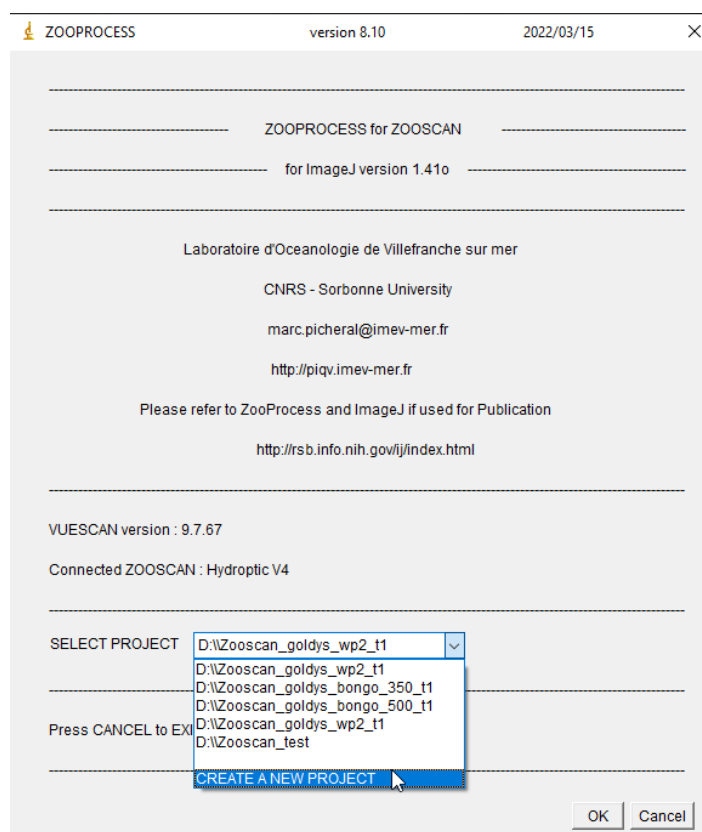 ZOOPROCESS version 8.10 2022/03/15
ZOOPROCESS for ZOOSCAN
for ImageJ version 1.41o
Laboratoire d'Oceanologie de Villefranche sur mer
CNRS - Sorbonne University
marc.picheral@imev-mer.fr
http://piqv.imev-mer.fr
Please refer to ZooProcess and ImageJ if used for Publication
http://rsb.info.nih.gov/ij/index.html
VUESCAN version : 9.7.67
Connected ZOOSCAN : Hydroptic V4
SELECT PROJECT D:\\Zooscan_goldys_wp2_t1
D:\\Zooscan_goldys_wp2_t1
D:\\Zooscan_goldys_bongo_350_t1
D:\\Zooscan_goldys_bongo_500_t1
Press CANCEL to EXI D:\\Zooscan_goldys_wp2_t1
D:\\Zooscan_test
CREATE A NEW PROJECT
OK Cancel